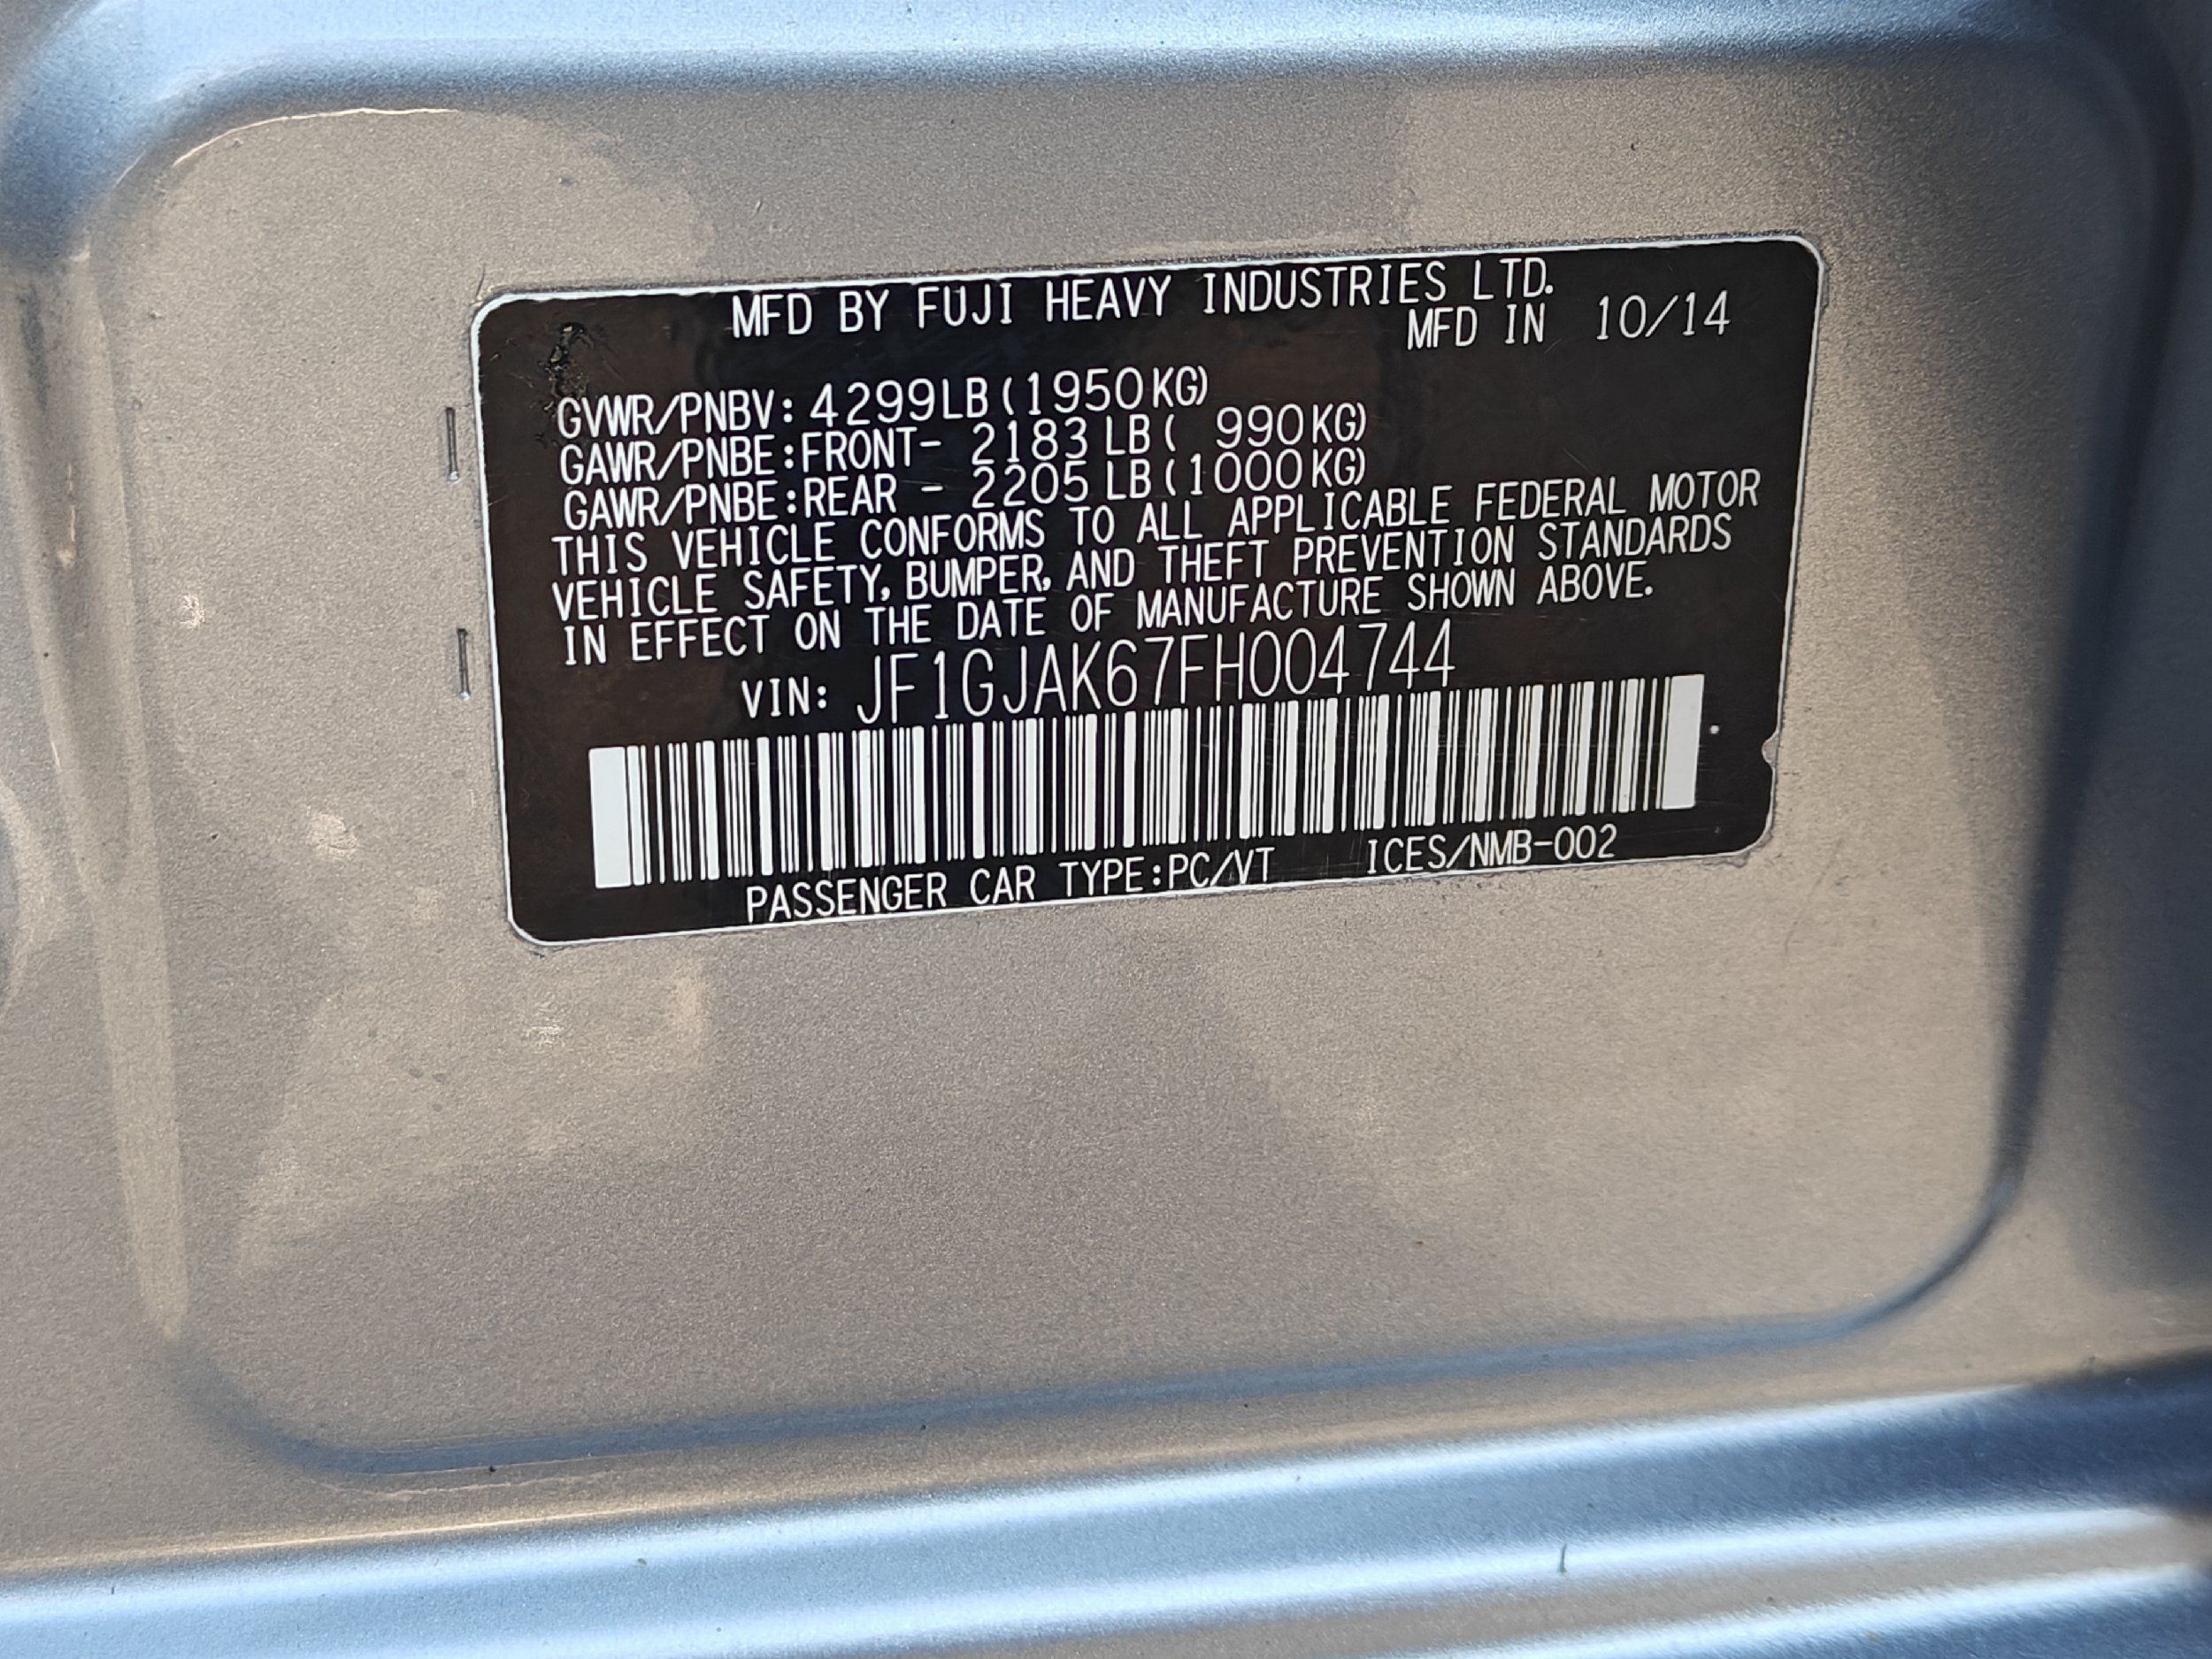 MFD BY FUJI HEAVY INDUSTRIES LTD.
MFD IN 10/14
GVWR/PNBV: 4299LB (1950KG)
GAWR/PNBE:FRONT- 2183 LB ( 990KG)
GAWR/PNBE:REAR - 2205 LB (1000KG)
THIS VEHICLE CONFORMS TO ALL APPLICABLE FEDERAL MOTOR
VEHICLE SAFETY, BUMPER, AND THEFT PREVENTION STANDARDS
IN EFFECT ON THE DATE OF MANUFACTURE SHOWN ABOVE.
VIN: JF1GJAK67FH004744
PASSENGER CAR TYPE:PC/VT ICES/NMB-002